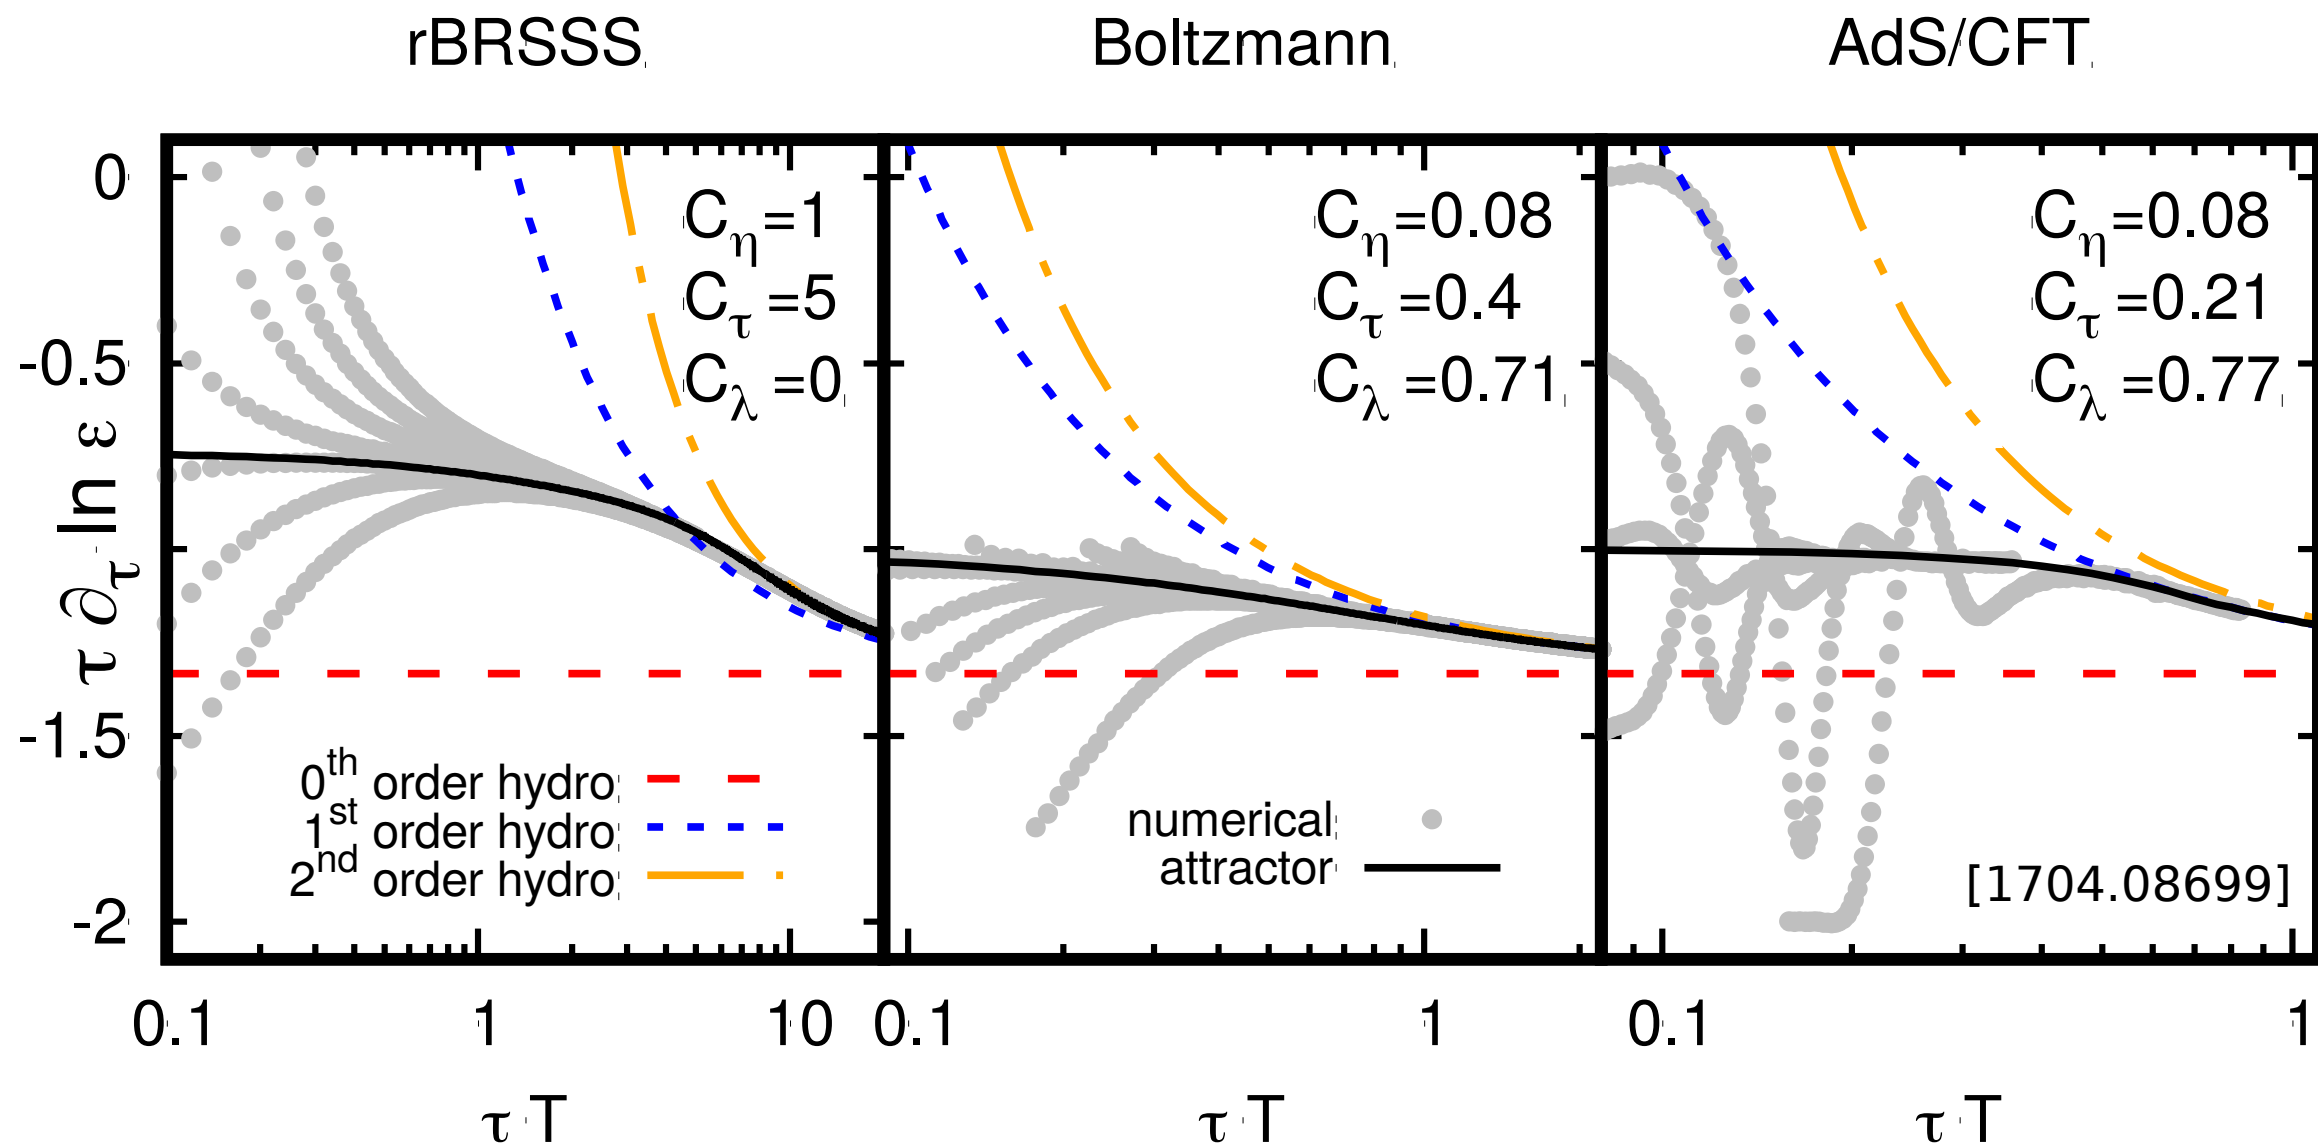 rBRSSS
Boltzmann
AdS/CFT
τ ∂τ ln ε
0
-0.5
-1.5
-2
Cη=1
Cτ=5
Cλ=0
Cη=0.08
Cτ=0.4
Cλ=0.71
Cη=0.08
Cτ=0.21
Cλ=0.77
0th order hydro
1st order hydro
2nd order hydro
numerical
attractor
[1704.08699]
0.1 1 10
0.1 1
0.1 1
τ T
τ T
τ T